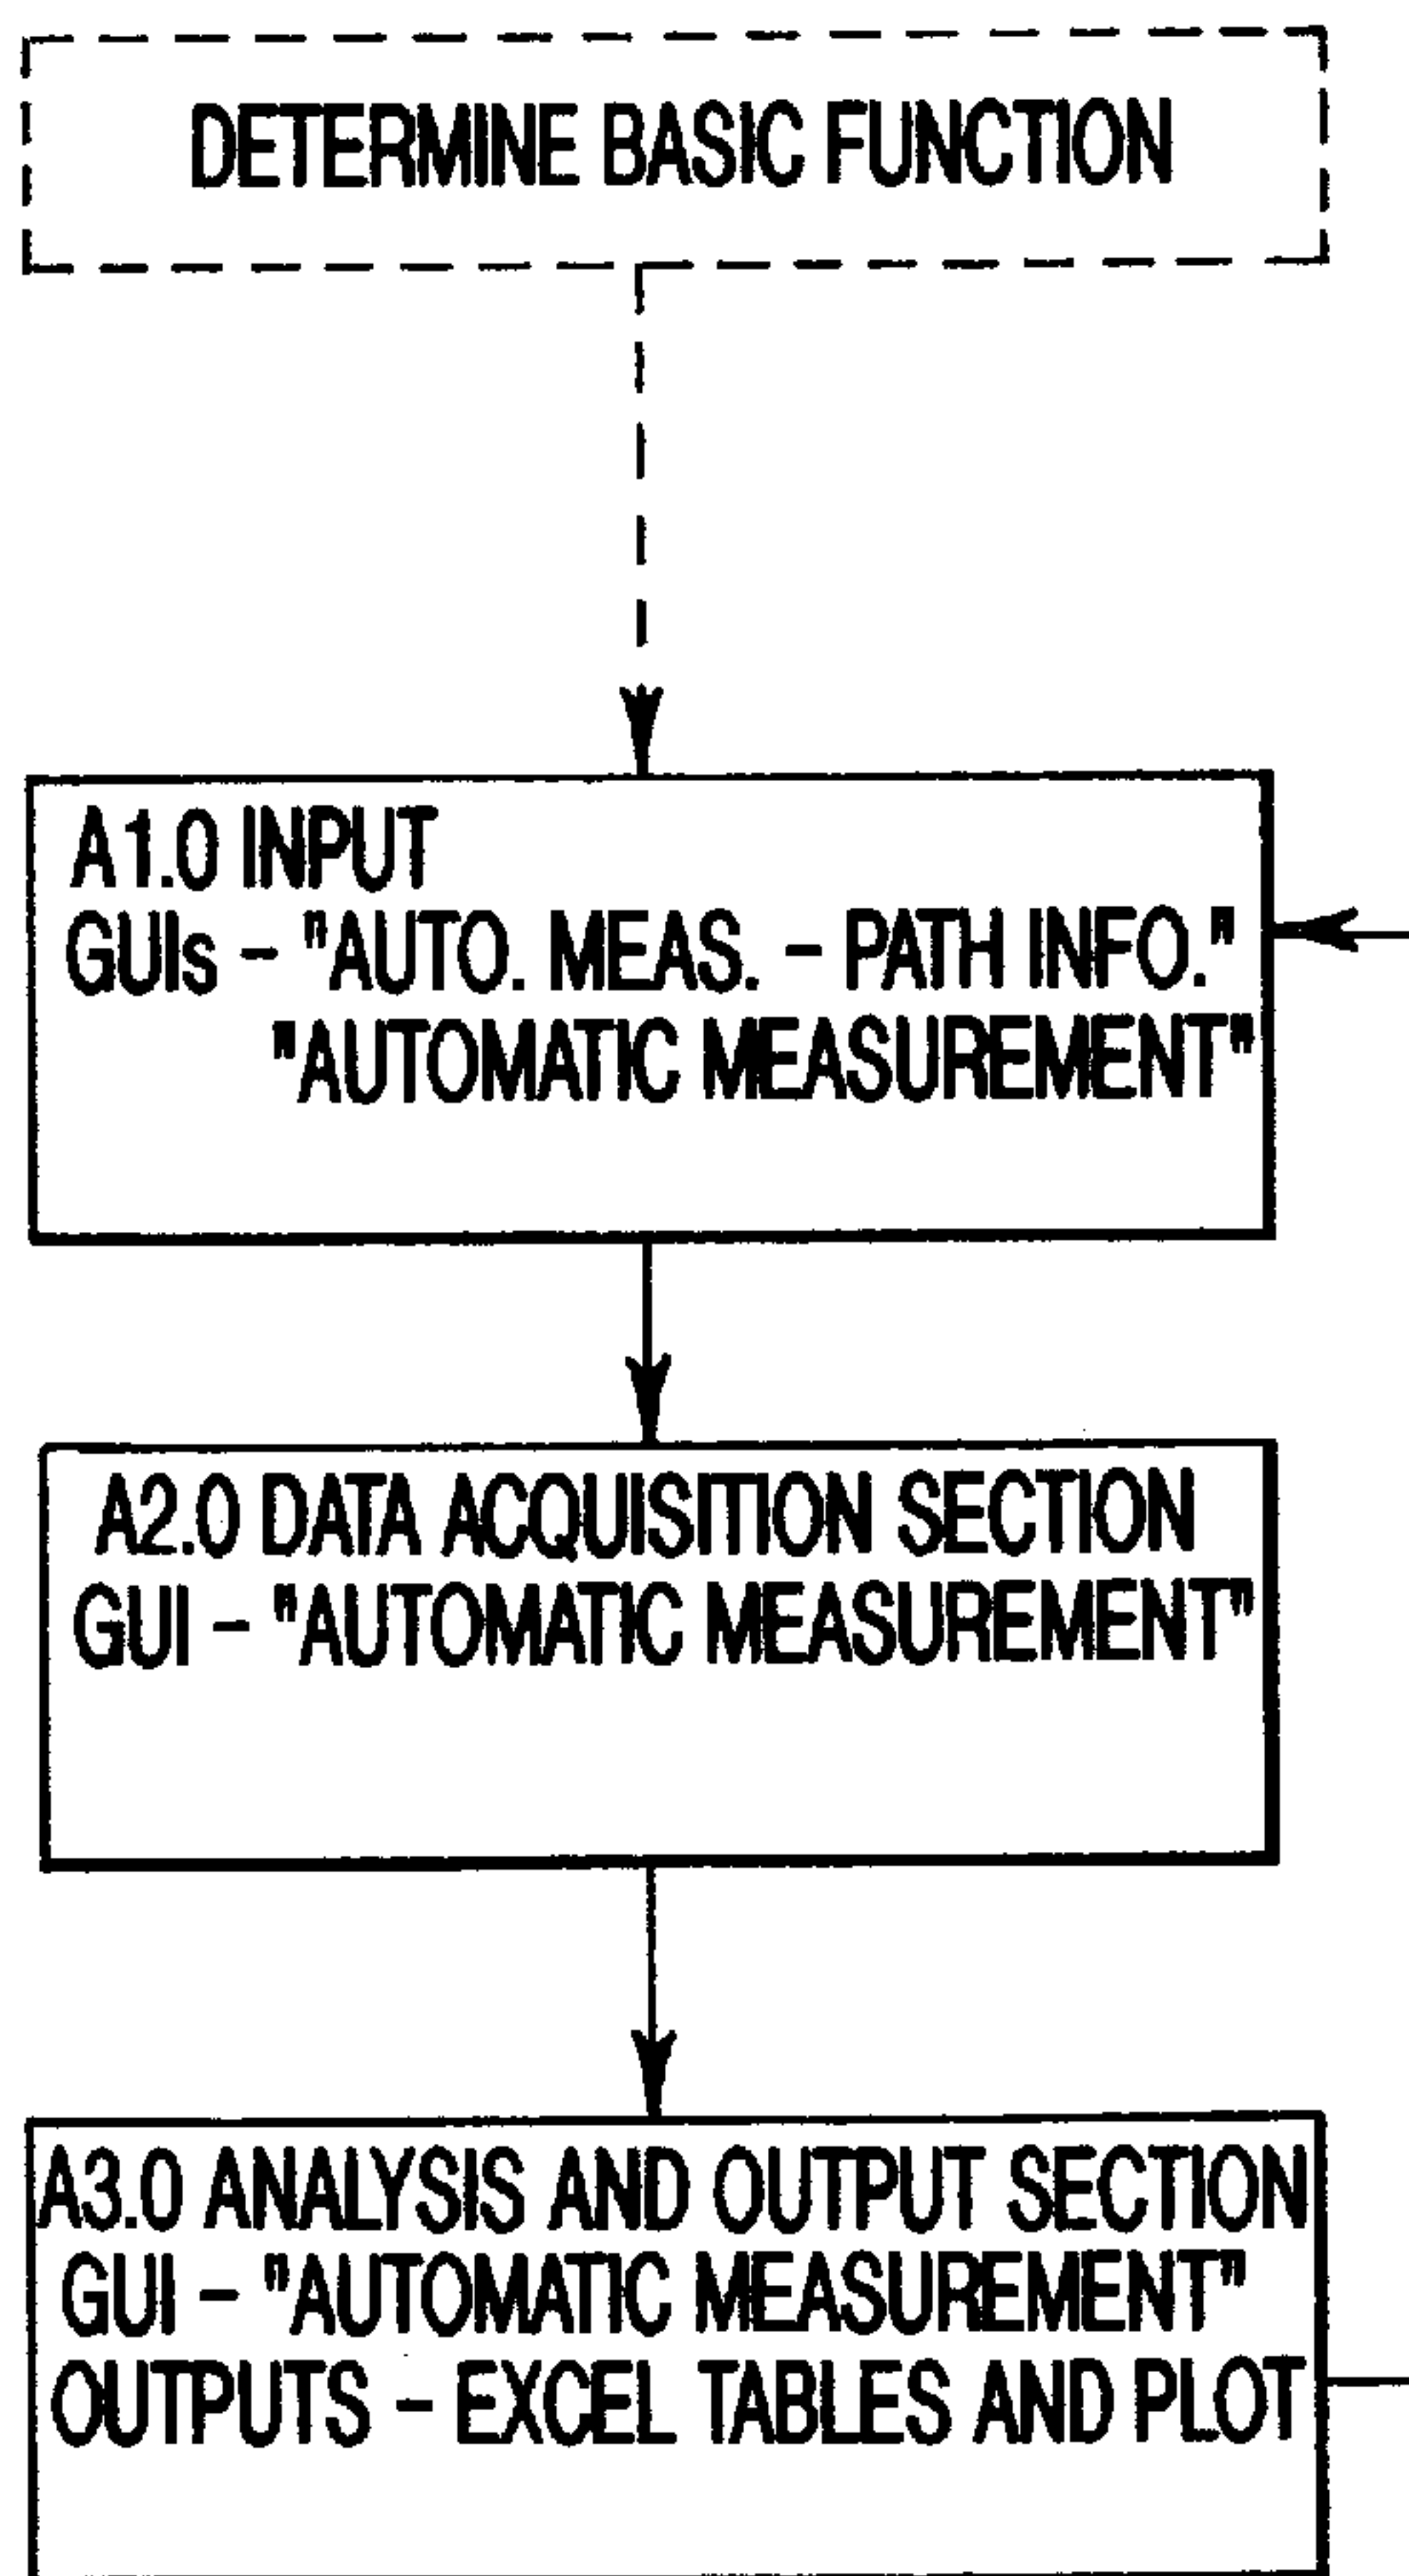 DETERMINE BASIC FUNCTION
A1.0 INPUT
GUIs - "AUTO. MEAS. - PATH INFO."
"AUTOMATIC MEASUREMENT"
A2.0 DATA ACQUISITION SECTION
GUI - "AUTOMATIC MEASUREMENT"
A3.0 ANALYSIS AND OUTPUT SECTION
GUI - "AUTOMATIC MEASUREMENT"
OUTPUTS - EXCEL TABLES AND PLOT